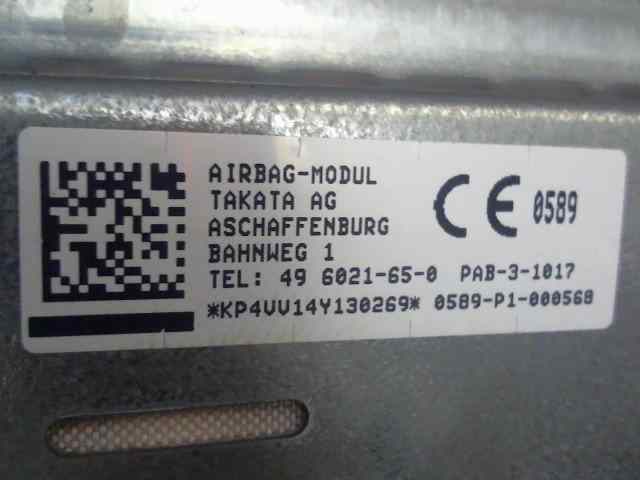 AIRBAG-MODUL
TAKATA AG
ASCHAFFENBURG
BAHNWEG 1
TEL: 49 6021-65-0 PAB-3-1017
*KP4VV14Y130269* 0589-P1-000568
CE 0589